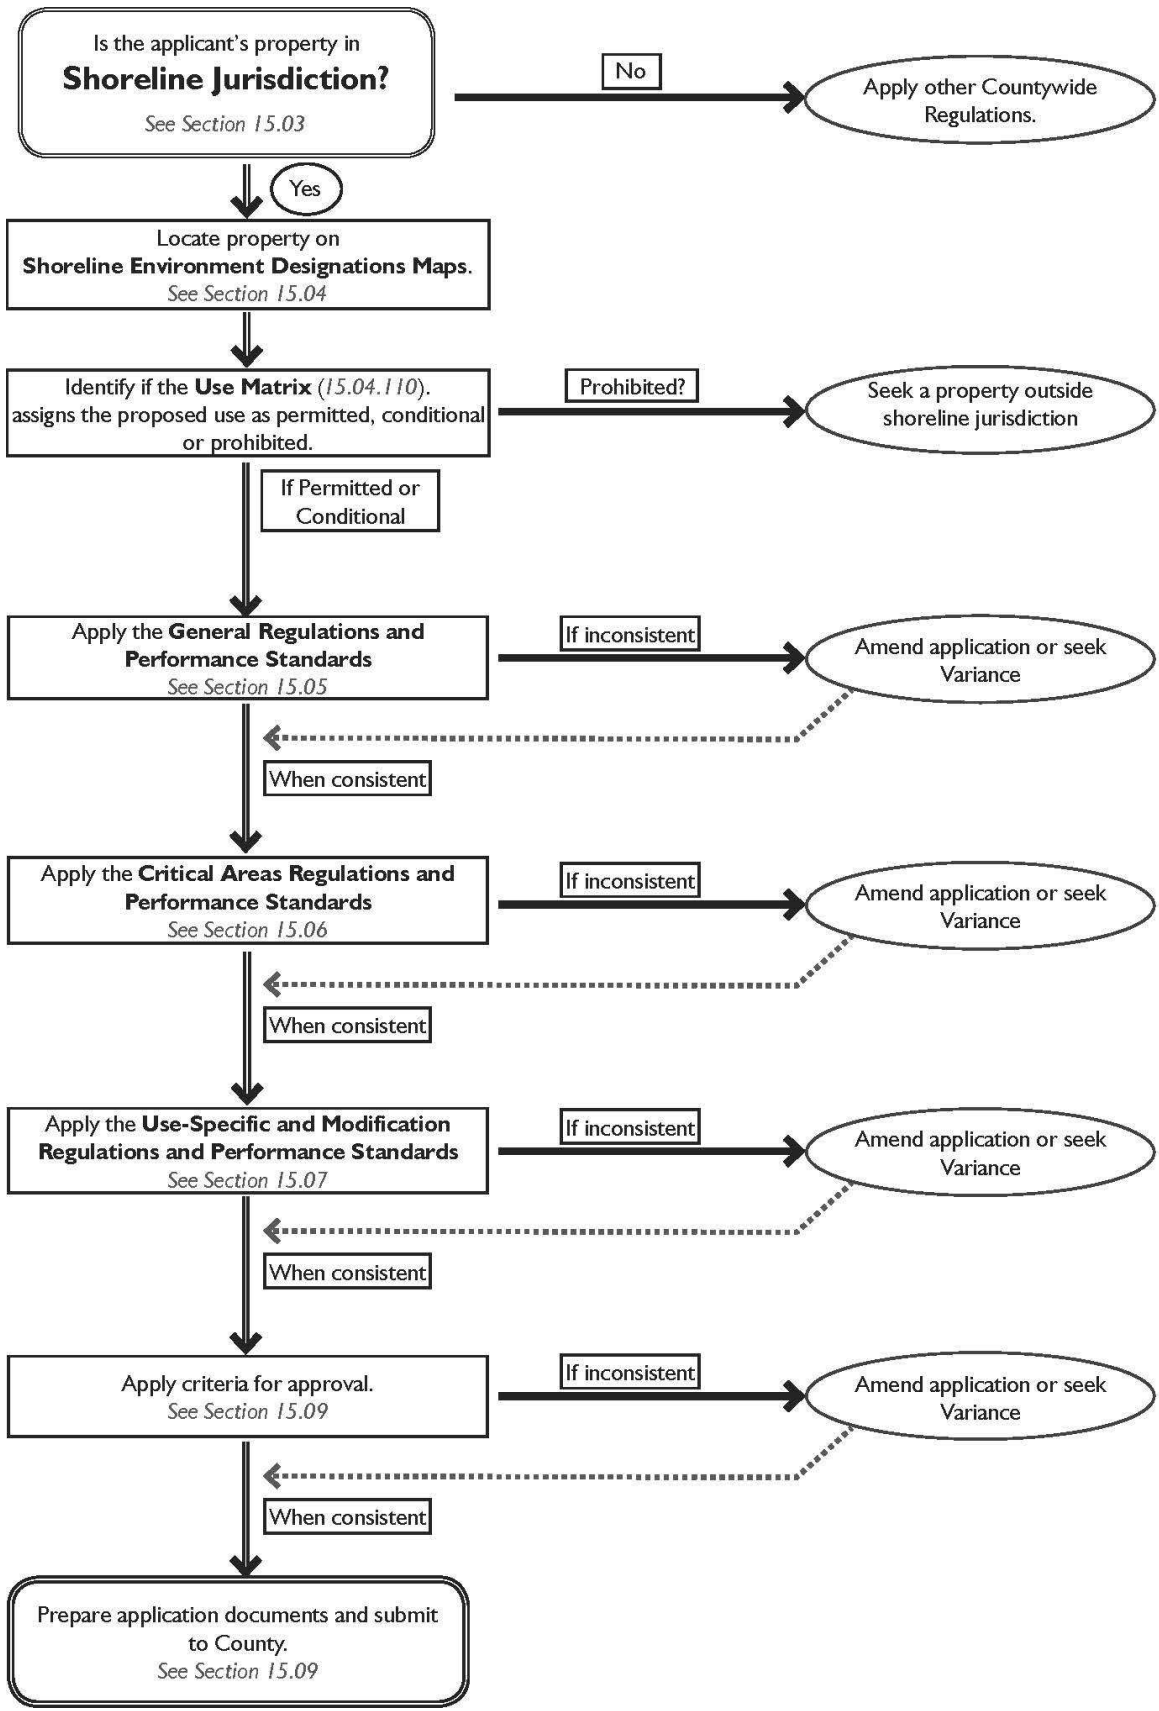 Is the applicant's property in
Shoreline Jurisdiction?
See Section 15.03
No
Apply other Countywide
Regulations.
Yes
Locate property on
Shoreline Environment Designations Maps.
See Section 15.04
Identify if the Use Matrix (15.04.110).
assigns the proposed use as permitted, conditional
or prohibited.
Prohibited?
Seek a property outside
shoreline jurisdiction
If Permitted or
Conditional
Apply the General Regulations and
Performance Standards
See Section 15.05
If inconsistent
Amend application or seek
Variance
When consistent
Apply the Critical Areas Regulations and
Performance Standards
See Section 15.06
If inconsistent
Amend application or seek
Variance
When consistent
Apply the Use-Specific and Modification
Regulations and Performance Standards
See Section 15.07
If inconsistent
Amend application or seek
Variance
When consistent
Apply criteria for approval.
See Section 15.09
If inconsistent
Amend application or seek
Variance
When consistent
Prepare application documents and submit
to County.
See Section 15.09